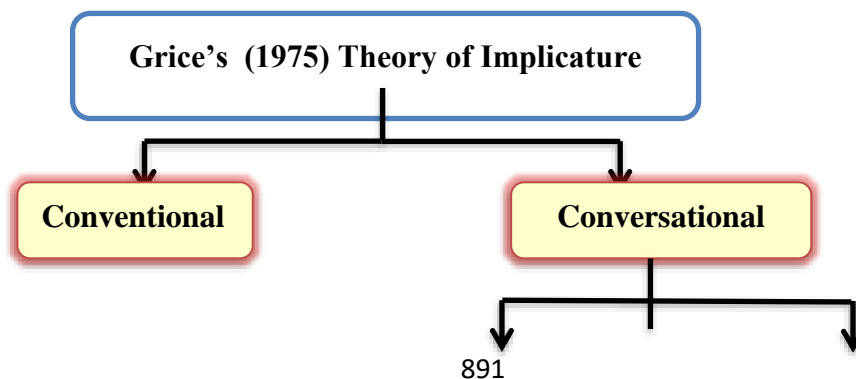 Grice’s  (1975) Theory of Implicature
Conventional
Conversational
891